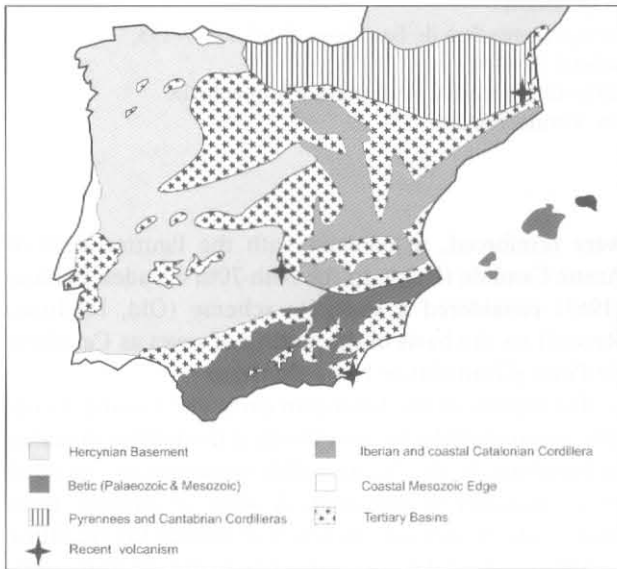 Hercynian Basement
Iberian and coastal Catalonian Cordillera
Betic (Palaeozoic & Mesozoic)
Coastal Mesozoic Edge
Pyrennees and Cantabrian Cordilleras
Tertiary Basins
Recent volcanism